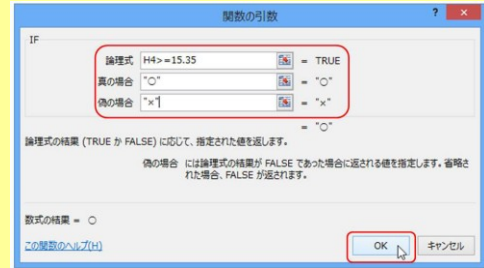 関数の引数
? ×
IF
論理式 H4>=15.35 = TRUE
真の場合 "○" = "○"
偽の場合 "×" = "×"
= "○"
論理式の結果 (TRUE か FALSE) に応じて、指定された値を返します。
偽の場合 には論理式の結果が FALSE であった場合に返される値を指定します。省略さ
れた場合、FALSE が返されます。
数式の結果 = ○
この関数のヘルプ(H)
OK キャンセル